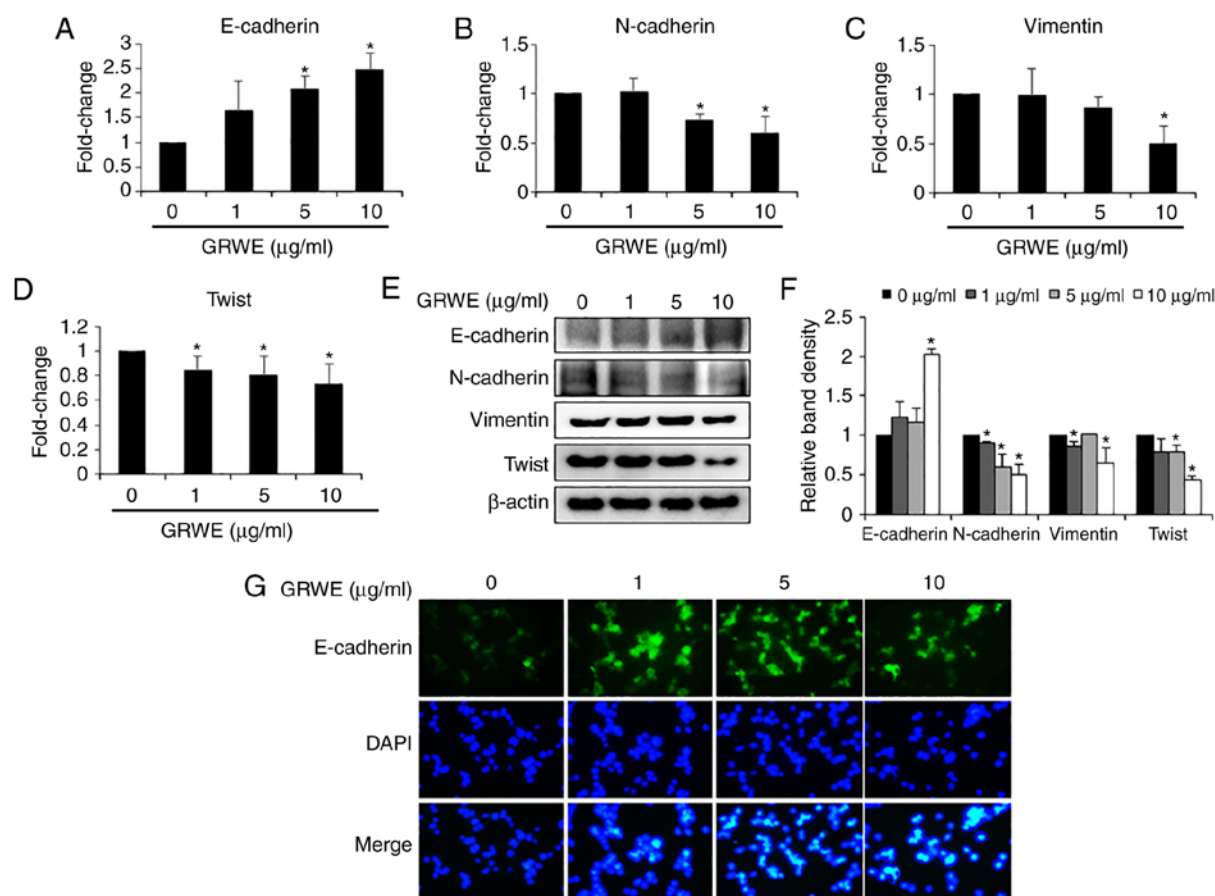 A
E-cadherin
Fold-change
3
2.5
2
1.5
1
0.5
0
*
*
0 1 5 10
GRWE (μg/ml)
B
N-cadherin
Fold-change
1.5
1
0.5
0
*
*
0 1 5 10
GRWE (μg/ml)
C
Vimentin
Fold-change
1.5
1
0.5
0
*
0 1 5 10
GRWE (μg/ml)
D
Twist
Fold-change
1.2
1
0.8
0.6
0.4
0.2
0
* * *
0 1 5 10
GRWE (μg/ml)
E
GRWE (μg/ml) 0 1 5 10
E-cadherin
N-cadherin
Vimentin
Twist
β-actin
F
0 μg/ml 1 μg/ml 5 μg/ml 10 μg/ml
Relative band density
2.5
2
1.5
1
0.5
0
*
* * *
* *
* *
E-cadherin N-cadherin Vimentin Twist
G
GRWE (μg/ml) 0 1 5 10
E-cadherin
DAPI
Merge